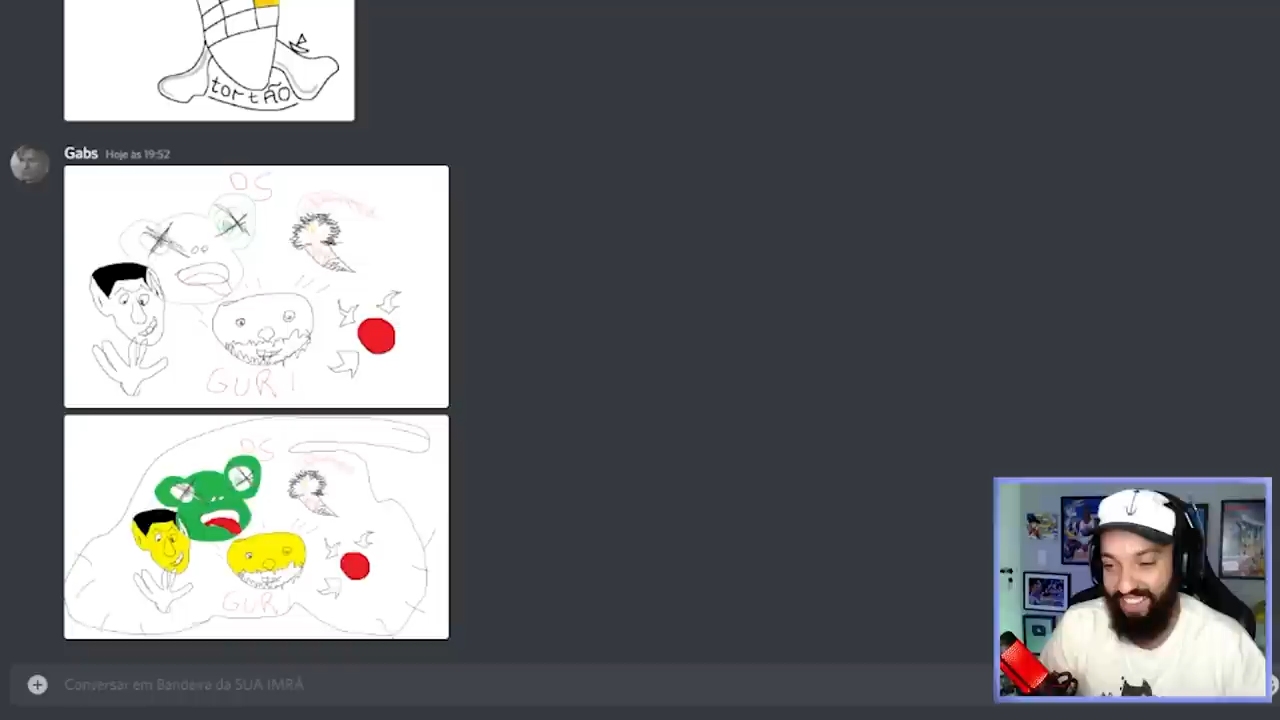 tortÃO
Gabs Hoje às 19:52
OS
GURI
OS
GURI
Conversar em Bandeira da SUA IMRÃ